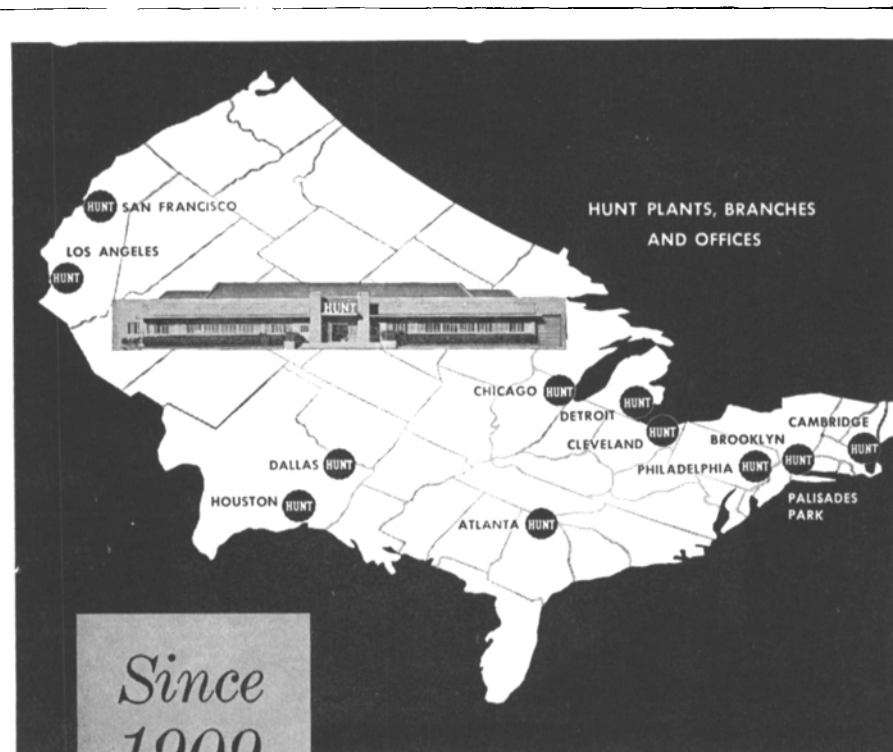 HUNT PLANTS, BRANCHES
AND OFFICES
HUNT SAN FRANCISCO
LOS ANGELES
HUNT
HUNT
CHICAGO HUNT
DETROIT HUNT
CLEVELAND HUNT
CAMBRIDGE
HUNT
BROOKLYN
HUNT
PHILADELPHIA HUNT
PALISADES
PARK
DALLAS HUNT
HOUSTON HUNT
ATLANTA HUNT
Since
1909